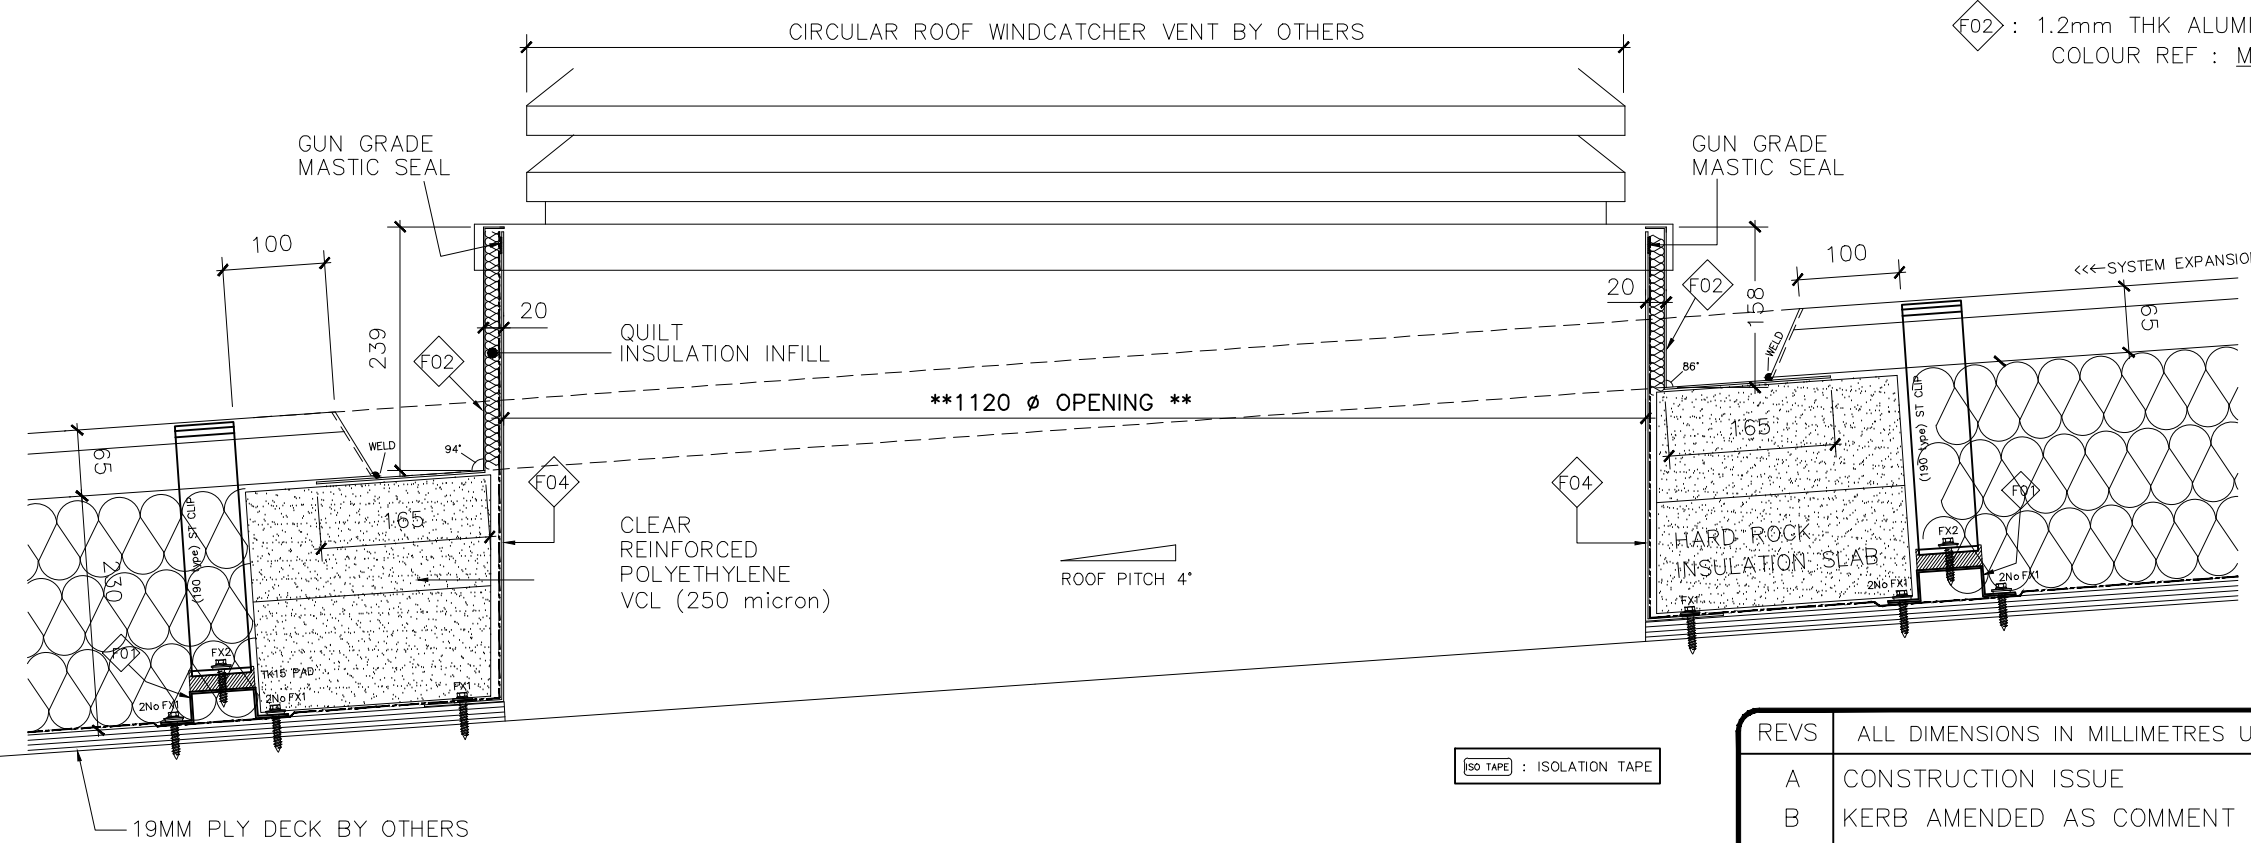 CIRCULAR ROOF WINDCATCHER VENT BY OTHERS
F02 : 1.2mm THK
COLOUR REF :
GUN GRADE
MASTIC SEAL
GUN GRADE
MASTIC SEAL
100
239
20
F02
QUILT
INSULATION INFILL
20
F02
158
100
<<←SYSTEM
65
86°
WELD
**1120 ø OPENING **
65
WELD
94°
165
F04
F04
165
(190 type) ST CLIP
(190 type) ST CLIP
230
CLEAR
REINFORCED
POLYETHYLENE
VCL (250 micron)
ROOF PITCH 4°
HARD ROCK
INSULATION SLAB
F01
FX2
2No FX1
2No FX1
FX1
F01
FX2
TK15 PAD
2No FX1
2No FX1
FX1
19MM PLY DECK BY OTHERS
ISO TAPE : ISOLATION TAPE
REVS ALL DIMENSIONS IN MILLIMETRES
A CONSTRUCTION ISSUE
B KERB AMENDED AS COMMENT